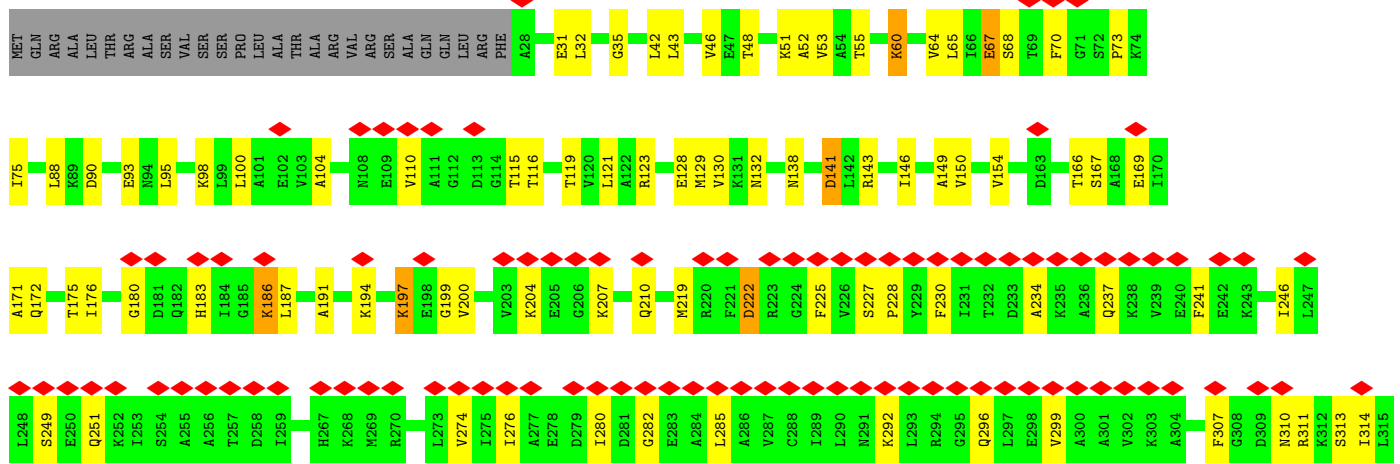 MET GLN ARG ALA LEU THR ARG ALA SER VAL SER SER PRO LEU ALA THR ALA ARG VAL ARG SER ALA GLN GLN LEU ARG PHE A28 E31 L32 G35 L42 L43 V46 E47 T48 K51 A52 V53 A54 T55 K60 V64 L65 I66 E67 S68 T69 F70 G71 S72 P73 K74
I75 L88 K89 D90 E93 N94 L95 K98 L99 L100 A101 E102 V103 A104 N108 E109 V110 A111 G112 D113 G114 T115 T116 T119 V120 L121 A122 R123 E128 M129 V130 K131 N132 N138 D141 L142 R143 I146 A149 V150 V154 D163 T166 S167 A168 E169 I170
A171 Q172 T175 I176 G180 D181 Q182 H183 I184 G185 K186 L187 A191 K194 K197 E198 G199 V200 V203 K204 E205 G206 K207 Q210 M219 R220 F221 D222 R223 G224 F225 V226 S227 P228 Y229 F230 I231 T232 D233 A234 K235 A236 Q237 K238 V239 E240 F241 E242 K243 I246 L247
L248 S249 E250 Q251 K252 I253 S254 A255 A256 T257 D258 I259 H267 K268 M269 R270 L273 V274 I275 I276 A277 E278 D279 I280 D281 G282 E283 A284 L285 A286 V287 C288 I289 L290 N291 K292 L293 R294 G295 Q296 L297 E298 V299 A300 A301 V302 K303 A304 F307 G308 D309 N310 R311 K312 S313 I314 L315